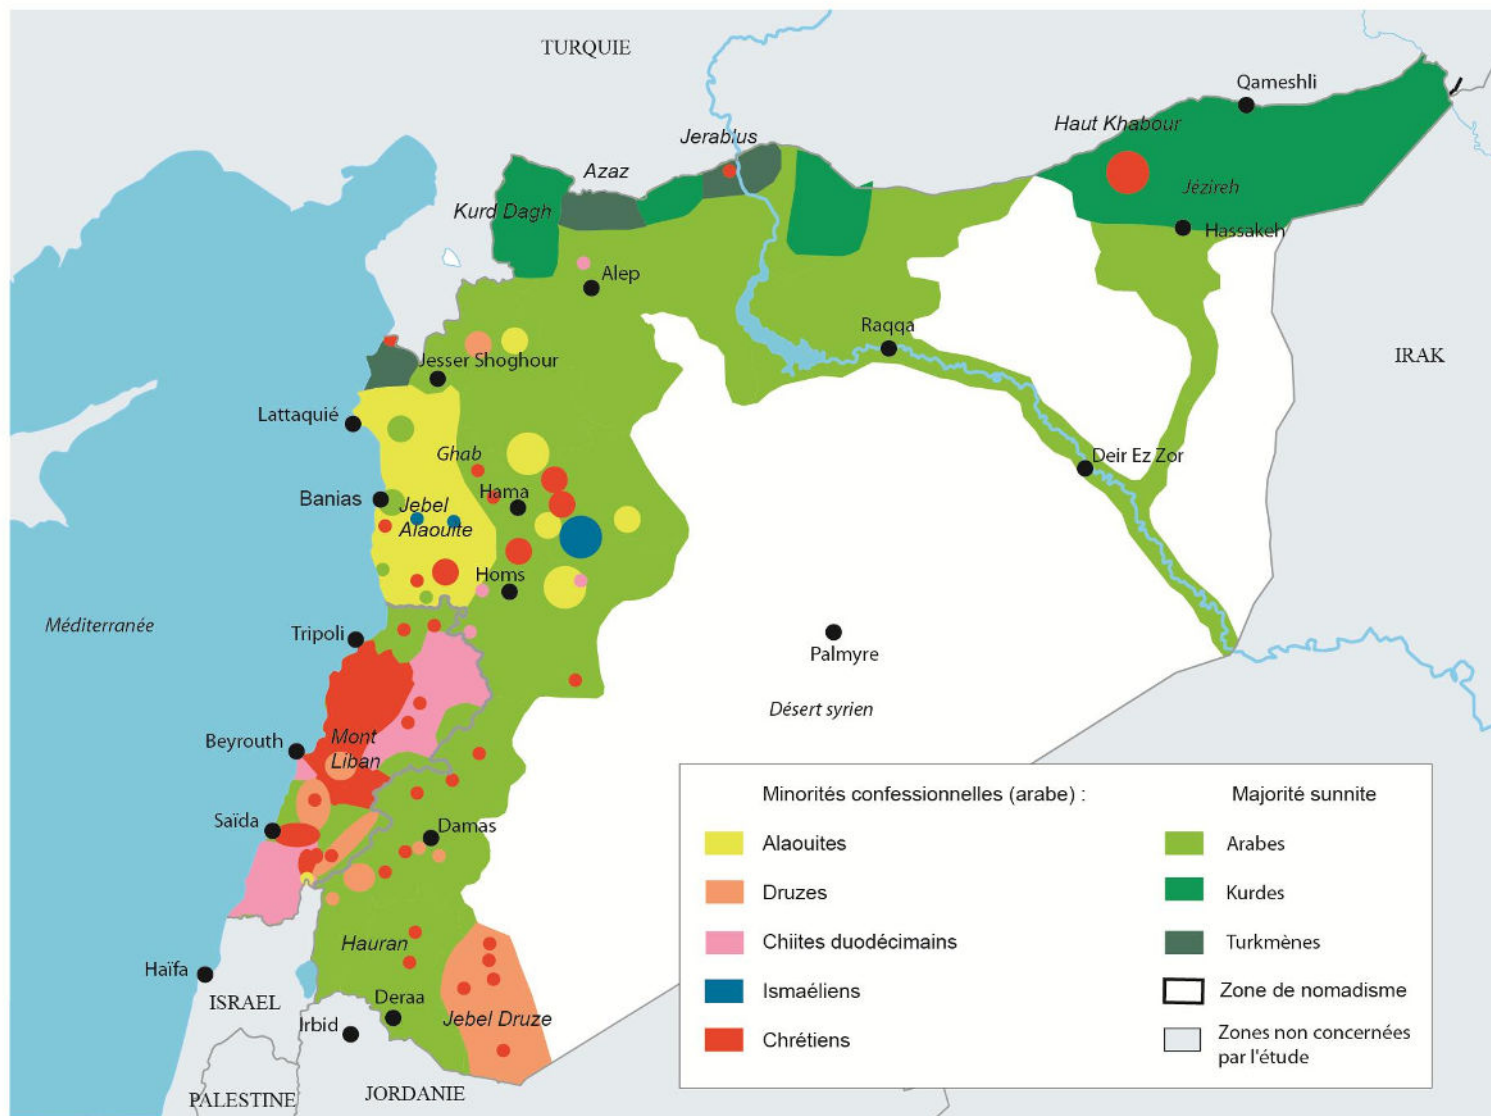 TURQUIE
Qameshli
Haut Khabour
Jerablus
Azaz
Jézireh
Kurd Dagh
Hassakeh
Alep
Raqqa
IRAK
Jesser Shoghour
Lattaquié
Ghab
Deir Ez Zor
Banias
Hama
Jebel
Alaouite
Homs
Méditerranée
Tripoli
Palmyre
Désert syrien
Beyrouth
Mont
Liban
Saïda
Damas
Hauran
Haïfa
ISRAEL
Deraa
Irbid
Jebel Druze
PALESTINE
JORDANIE
Minorités confessionnelles (arabe) :
Alaouites
Druzes
Chiites duodécimains
Ismaéliens
Chrétiens
Majorité sunnite
Arabes
Kurdes
Turkmènes
Zone de nomadisme
Zones non concernées
par l'étude